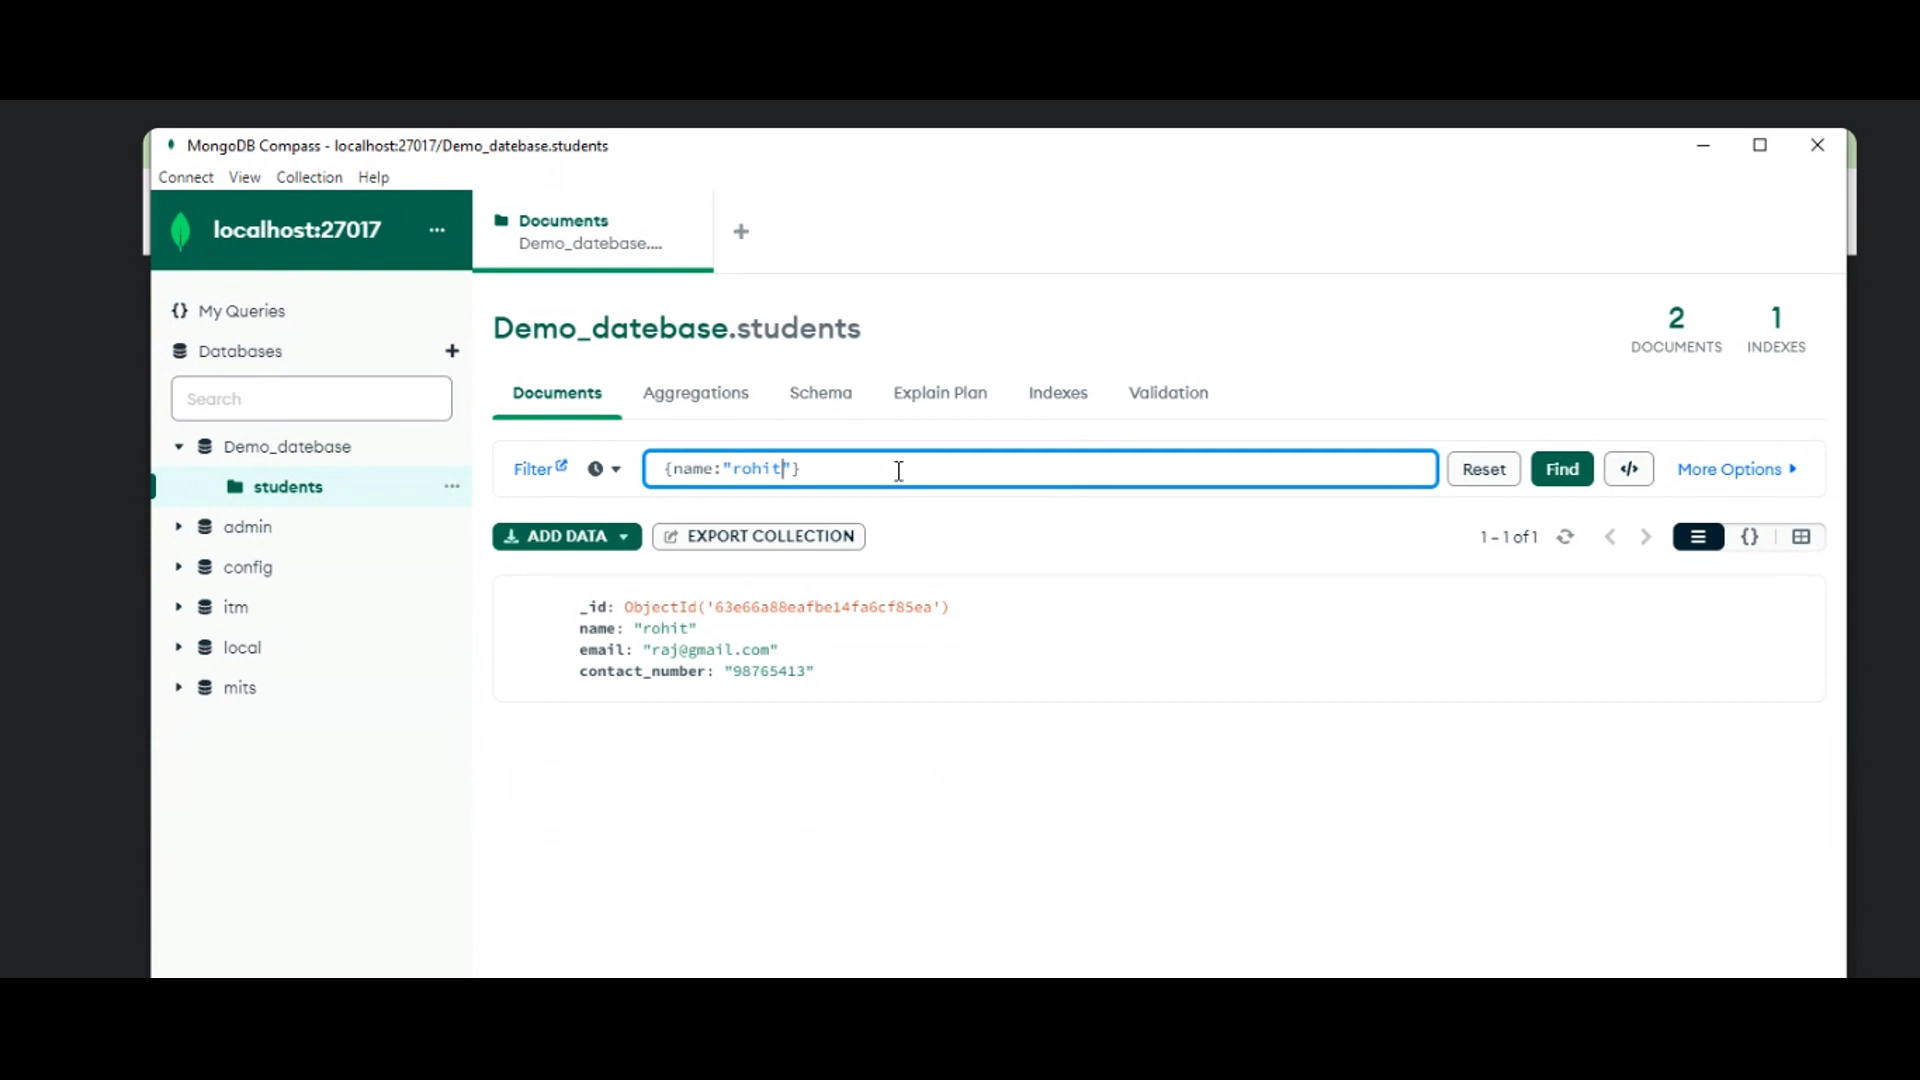 MongoDB Compass - localhost:27017/Demo_datebase.students
Connect View Collection Help
localhost:27017 ...
Documents
Demo_datebase....
+
{} My Queries
Databases +
Search
Demo_datebase
students ...
admin
config
itm
local
mits
Demo_datebase.students
2
DOCUMENTS
1
INDEXES
Documents Aggregations Schema Explain Plan Indexes Validation
Filter {name:"rohit"} Reset Find </> More Options
ADD DATA EXPORT COLLECTION 1 – 1 of 1 {}
_id: ObjectId('63e66a88eafbe14fa6cf85ea')
name: "rohit"
email: "raj@gmail.com"
contact_number: "98765413"